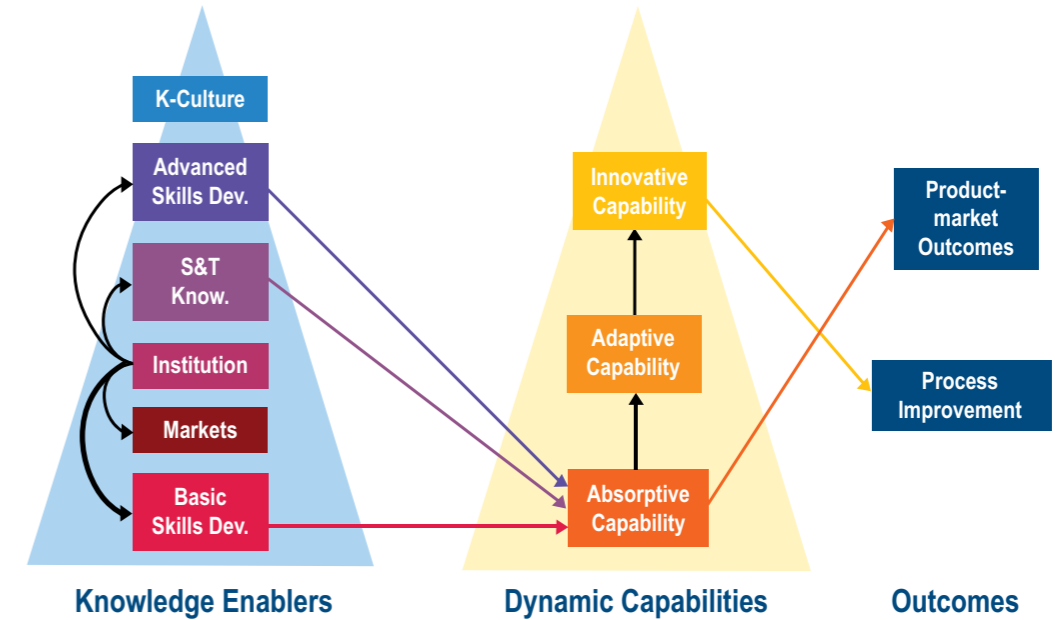 K-Culture
Advanced
Skills Dev.
S&T
Know.
Institution
Markets
Basic
Skills Dev.
Knowledge Enablers
Innovative
Capability
Adaptive
Capability
Absorptive
Capability
Dynamic Capabilities
Product-
market
Outcomes
Process
Improvement
Outcomes